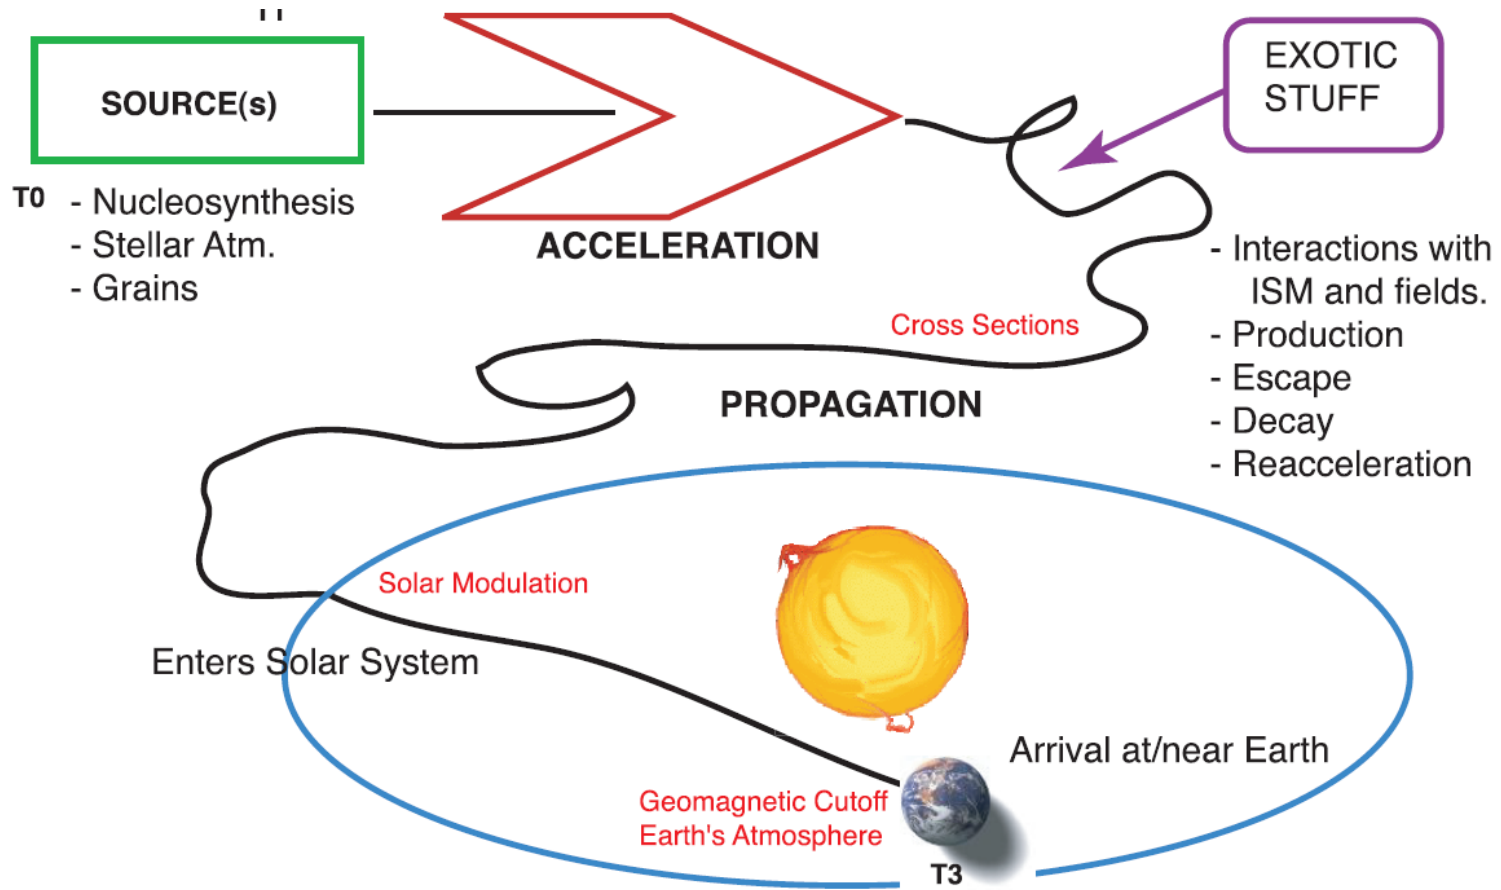 SOURCE(s)
EXOTIC
STUFF
T0
- Nucleosynthesis
- Stellar Atm.
- Grains
ACCELERATION
- Interactions with
ISM and fields.
- Production
- Escape
- Decay
- Reacceleration
Cross Sections
PROPAGATION
Solar Modulation
Enters Solar System
Arrival at/near Earth
Geomagnetic Cutoff
Earth's Atmosphere
T3